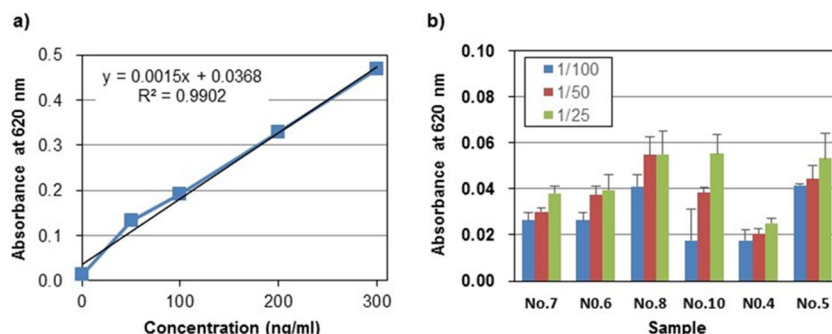 a)
Absorbance at 620 nm
0.5
0.4
0.3
0.2
0.1
0.0
y = 0.0015x + 0.0368
R² = 0.9902
0 100 200 300
Concentration (ng/ml)
b)
Absorbance at 620 nm
0.10
0.08
0.06
0.04
0.02
0.00
1/100
1/50
1/25
No.7 N0.6 No.8 No.10 N0.4 No.5
Sample